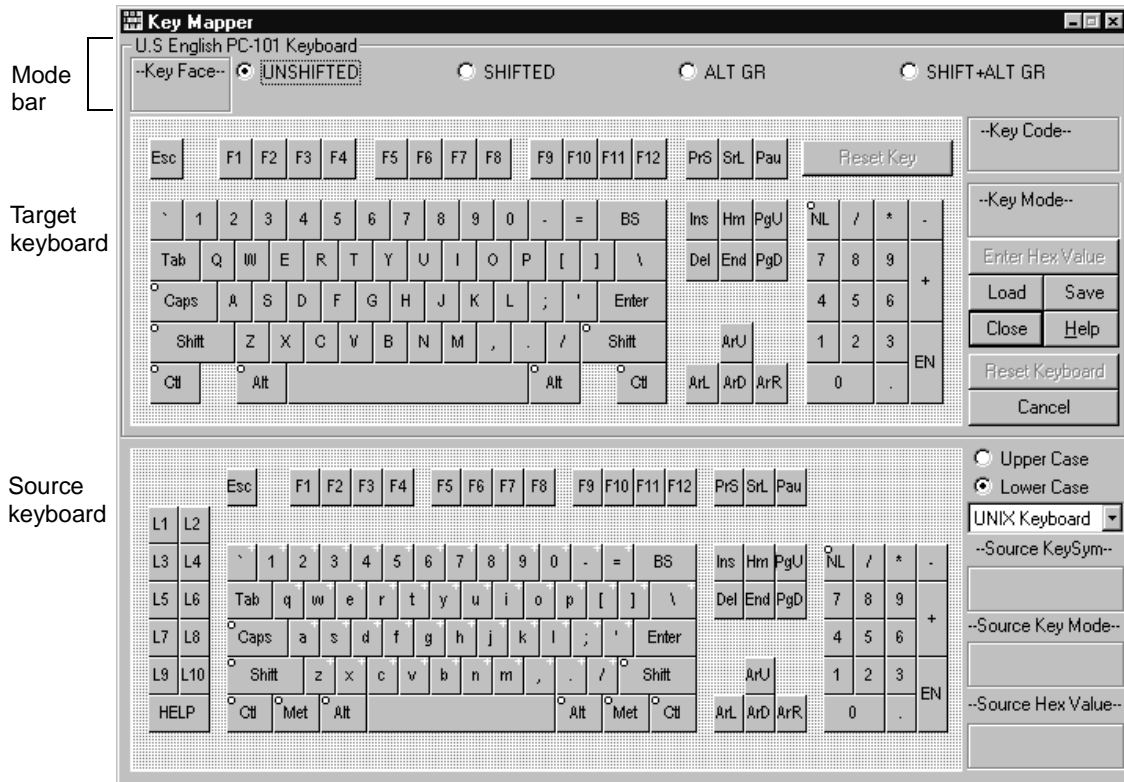 Key Mapper
U.S English PC-101 Keyboard
Mode
bar
--Key Face-- UNSHIFTED SHIFTED ALT GR SHIFT+ALT GR
Target
keyboard
Esc F1 F2 F3 F4 F5 F6 F7 F8 F9 F10 F11 F12 PrS SrL Pau Reset Key
` 1 2 3 4 5 6 7 8 9 0 - = BS Ins Hm PgU NL / * -
Tab Q W E R T Y U I O P [ ] \ Del End PgD 7 8 9 +
Caps A S D F G H J K L ; ' Enter 4 5 6
Shift Z X C V B N M , . / Shift ArU 1 2 3 EN
Ctl Alt Alt Ctl ArL ArD ArR 0 .
--Key Code--
--Key Mode--
Enter Hex Value
Load Save
Close Help
Reset Keyboard
Cancel
Source
keyboard
Esc F1 F2 F3 F4 F5 F6 F7 F8 F9 F10 F11 F12 PrS SrL Pau
L1 L2
L3 L4 ` 1 2 3 4 5 6 7 8 9 0 - = BS Ins Hm PgU NL / * -
L5 L6 Tab q w e r t y u i o p [ ] \ Del End PgD 7 8 9 +
L7 L8 Caps a s d f g h j k l ; ' Enter 4 5 6
L9 L10 Shift z x c v b n m , . / Shift ArU 1 2 3 EN
HELP Ctl Met Alt Alt Met Ctl ArL ArD ArR 0 .
Upper Case
Lower Case
UNIX Keyboard
--Source KeySym--
--Source Key Mode--
--Source Hex Value--